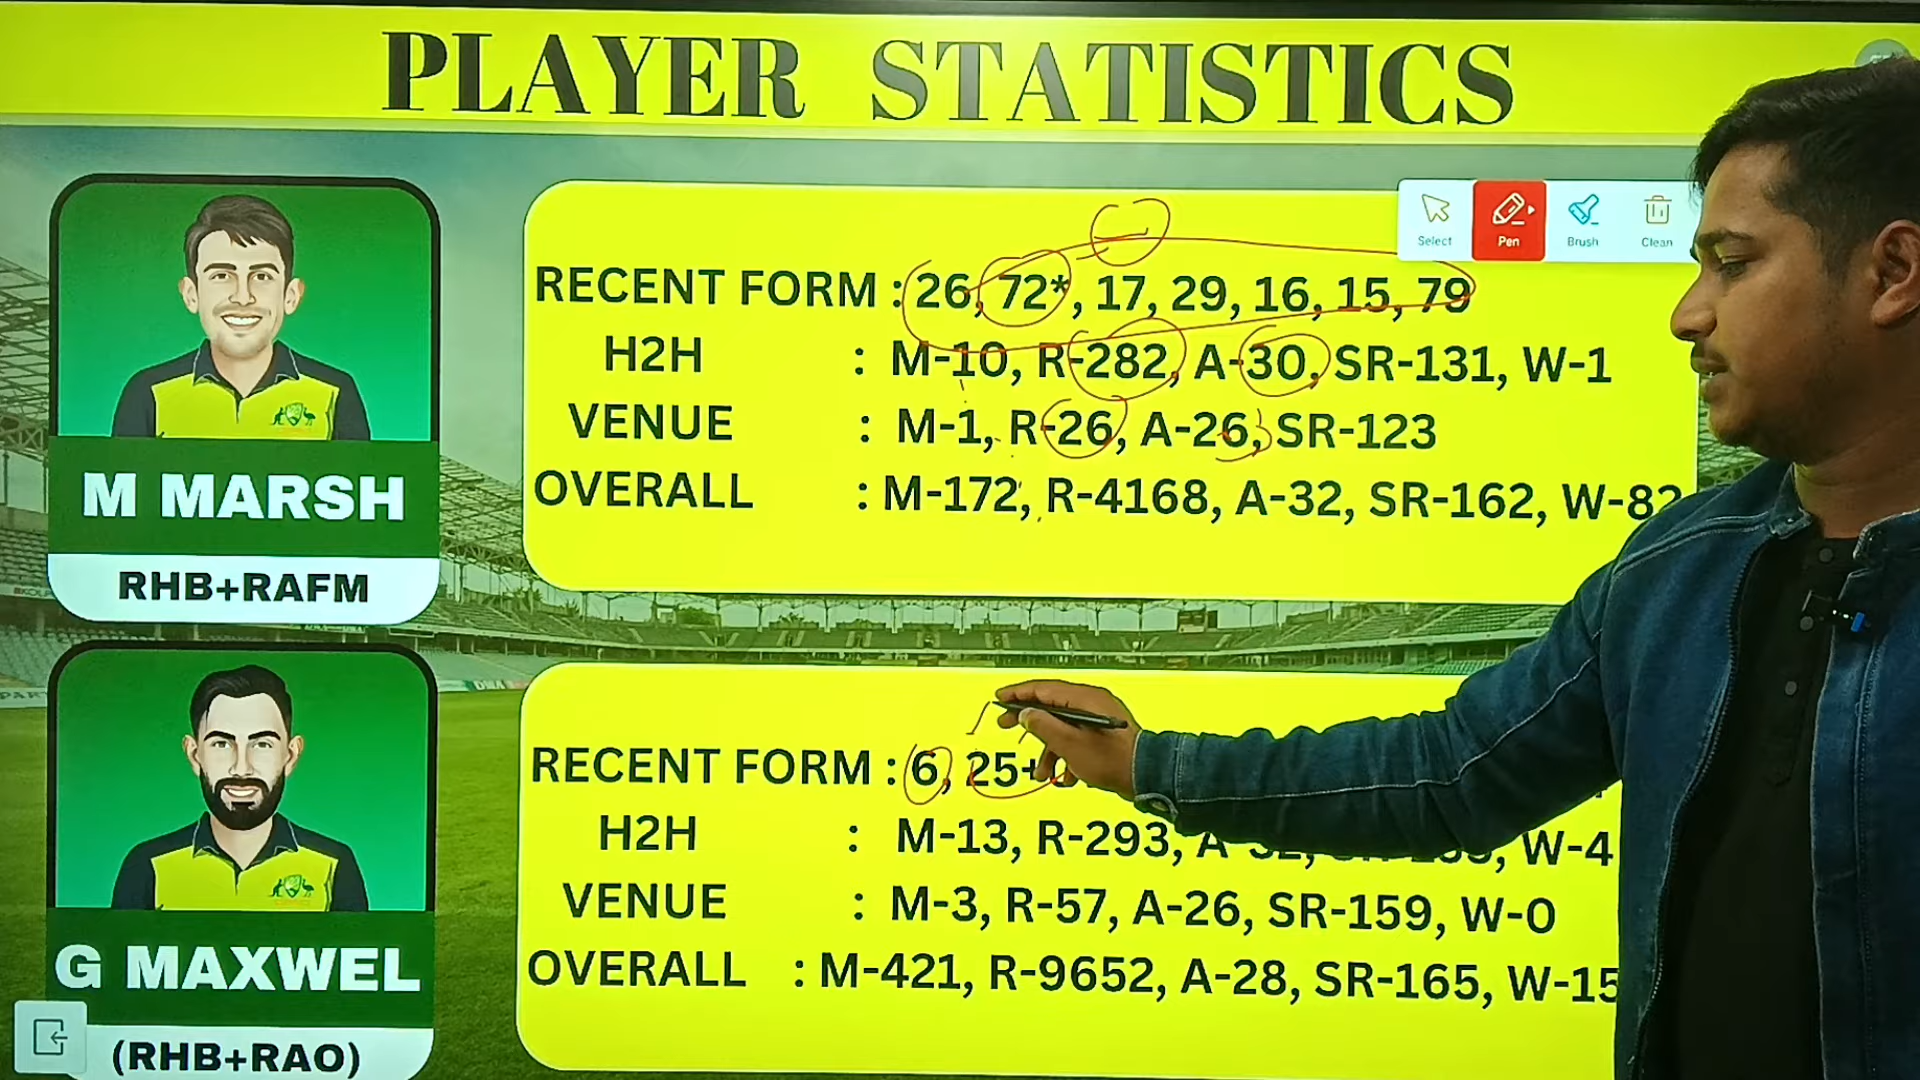 PLAYER STATISTICS
Select Pen Brush Clean
RECENT FORM : 26, 72*, 17, 29, 16, 15, 79
H2H : M-10, R-282, A-30, SR-131, W-1
VENUE : M-1, R-26, A-26, SR-123
OVERALL : M-172, R-4168, A-32, SR-162, W-82
M MARSH
RHB+RAFM
RECENT FORM : 6, 25+
H2H : M-13, R-293, W-4
VENUE : M-3, R-57, A-26, SR-159, W-0
OVERALL : M-421, R-9652, A-28, SR-165, W-15
G MAXWEL
(RHB+RAO)